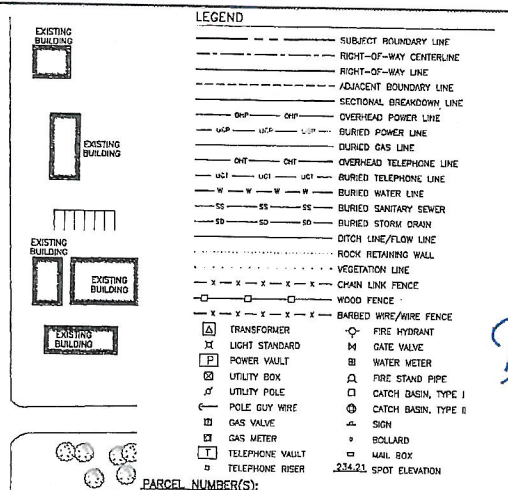 LEGEND
EXISTING
BUILDING
SUBJECT BOUNDARY LINE
RIGHT-OF-WAY CENTERLINE
RIGHT-OF-WAY LINE
ADJACENT BOUNDARY LINE
SECTIONAL BREAKDOWN LINE
OHP OHP OVERHEAD POWER LINE
UGP UGP UGP BURIED POWER LINE
BURIED GAS LINE
EXISTING
BUILDING
OHT OHT OVERHEAD TELEPHONE LINE
UGT UGT UGT BURIED TELEPHONE LINE
W W W W BURIED WATER LINE
SS SS SS BURIED SANITARY SEWER
SD SD SD BURIED STORM DRAIN
DITCH LINE/FLOW LINE
EXISTING
BUILDING
ROCK RETAINING WALL
VEGETATION LINE
EXISTING
BUILDING
X X X X CHAIN LINK FENCE
WOOD FENCE
X X X X BARBED WIRE/WIRE FENCE
EXISTING
BUILDING
TRANSFORMER
LIGHT STANDARD
P POWER VAULT
UTILITY BOX
UTILITY POLE
POLE GUY WIRE
GAS VALVE
GAS METER
T TELEPHONE VAULT
TELEPHONE RISER
FIRE HYDRANT
GATE VALVE
WATER METER
FIRE STAND PIPE
CATCH BASIN, TYPE I
CATCH BASIN, TYPE II
SIGN
BOLLARD
MAIL BOX
234.21 SPOT ELEVATION
PARCEL NUMBER(S):